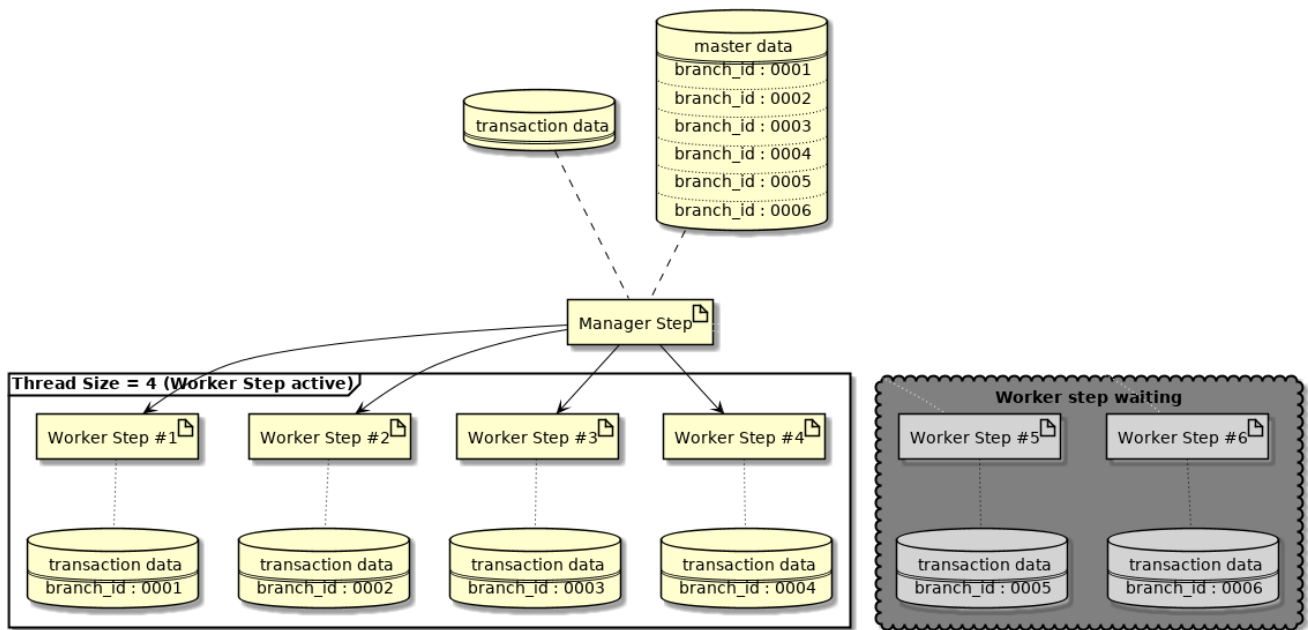 master data
branch_id : 0001
branch_id : 0002
branch_id : 0003
branch_id : 0004
branch_id : 0005
branch_id : 0006
transaction data
Manager Step
Thread Size = 4 (Worker Step active)
Worker Step #1
Worker Step #2
Worker Step #3
Worker Step #4
transaction data
branch_id : 0001
transaction data
branch_id : 0002
transaction data
branch_id : 0003
transaction data
branch_id : 0004
Worker step waiting
Worker Step #5
Worker Step #6
transaction data
branch_id : 0005
transaction data
branch_id : 0006